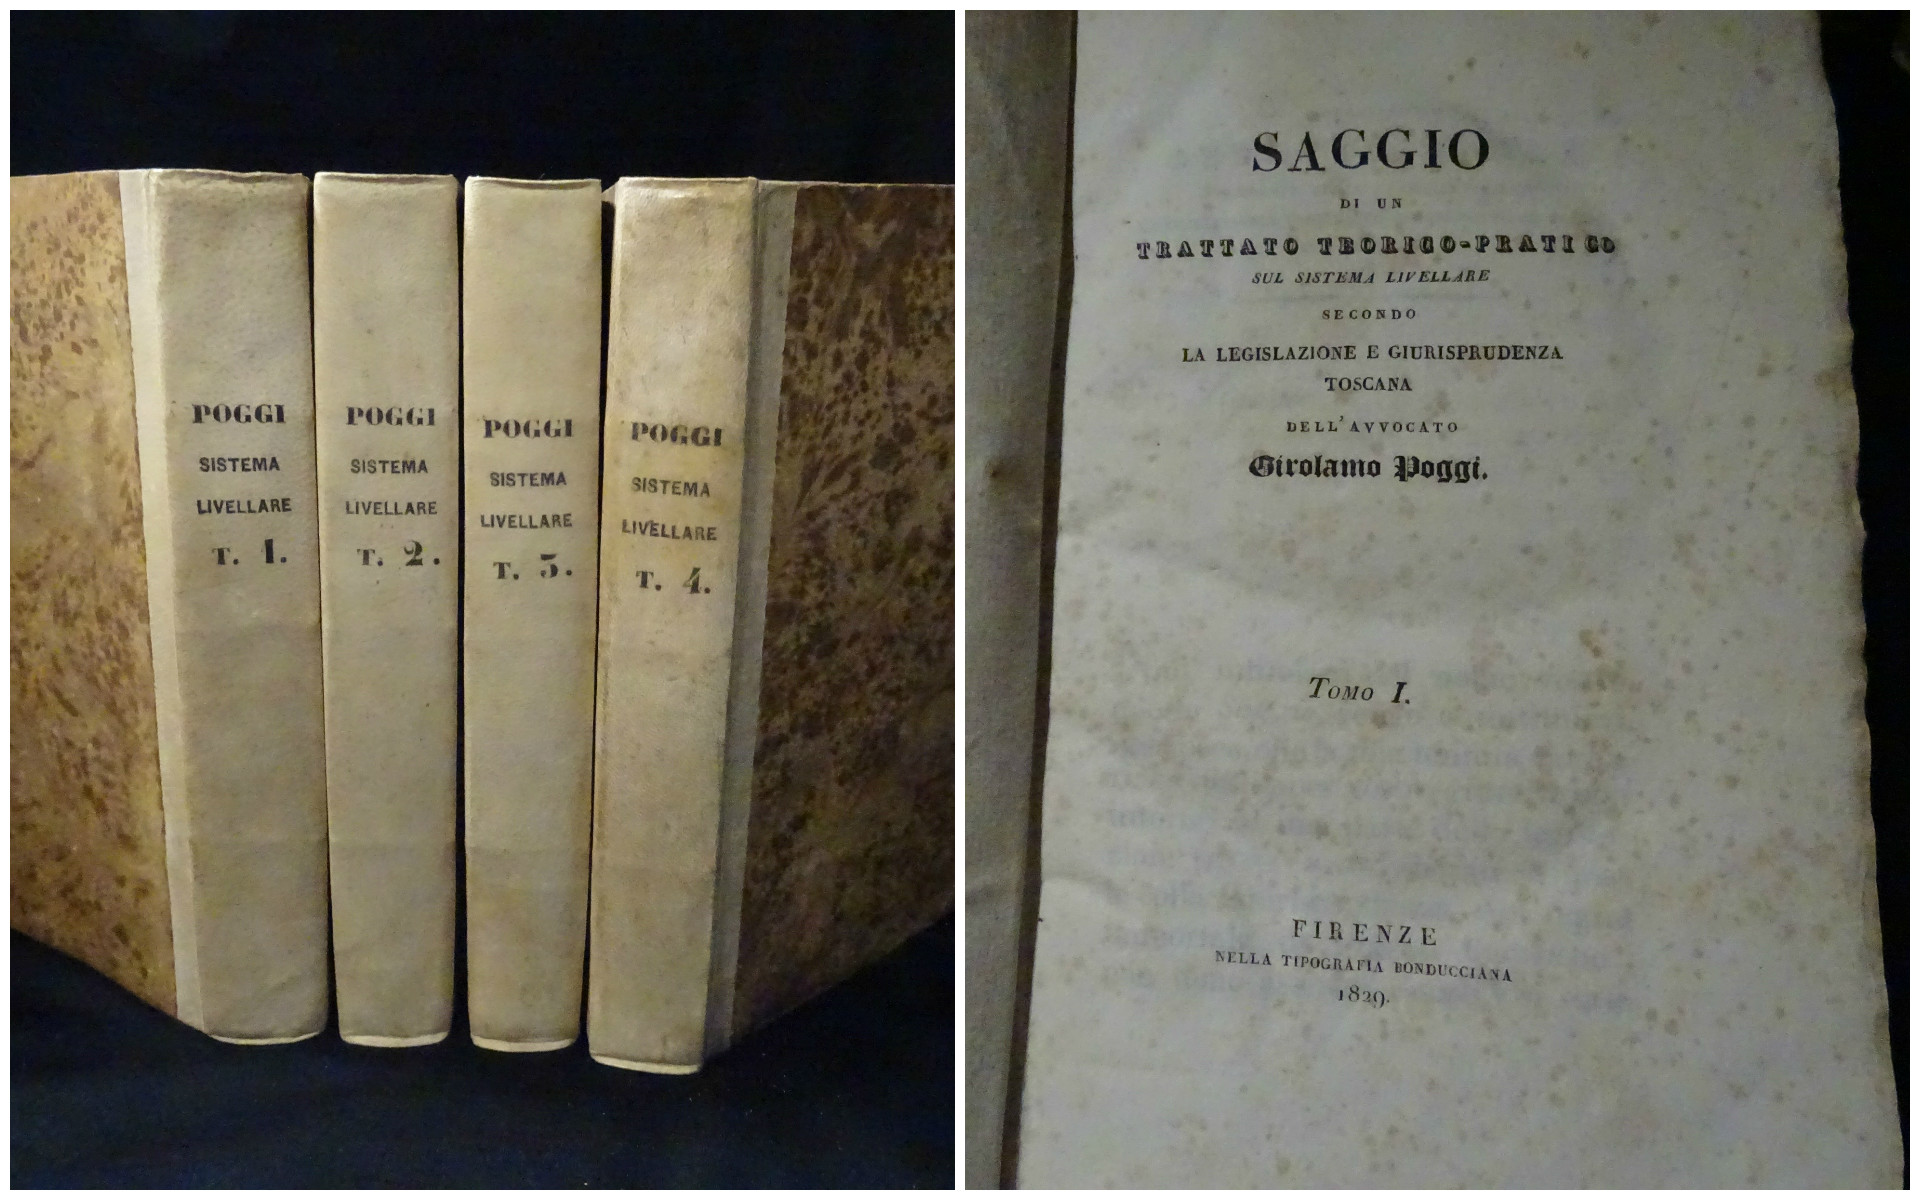 POGGI
SISTEMA
LIVELLARE
T. 1.
POGGI
SISTEMA
LIVELLARE
T. 2.
POGGI
SISTEMA
LIVELLARE
T. 3.
POGGI
SISTEMA
LIVELLARE
T. 4.
SAGGIO
DI UN
TRATTATO TEORICO-PRATICO
SUL SISTEMA LIVELLARE
SECONDO
LA LEGISLAZIONE E GIURISPRUDENZA
TOSCANA
DELL'AVVOCATO
Girolamo Poggi.
TOMO I.
FIRENZE
NELLA TIPOGRAFIA BONDUCCIANA
1829.